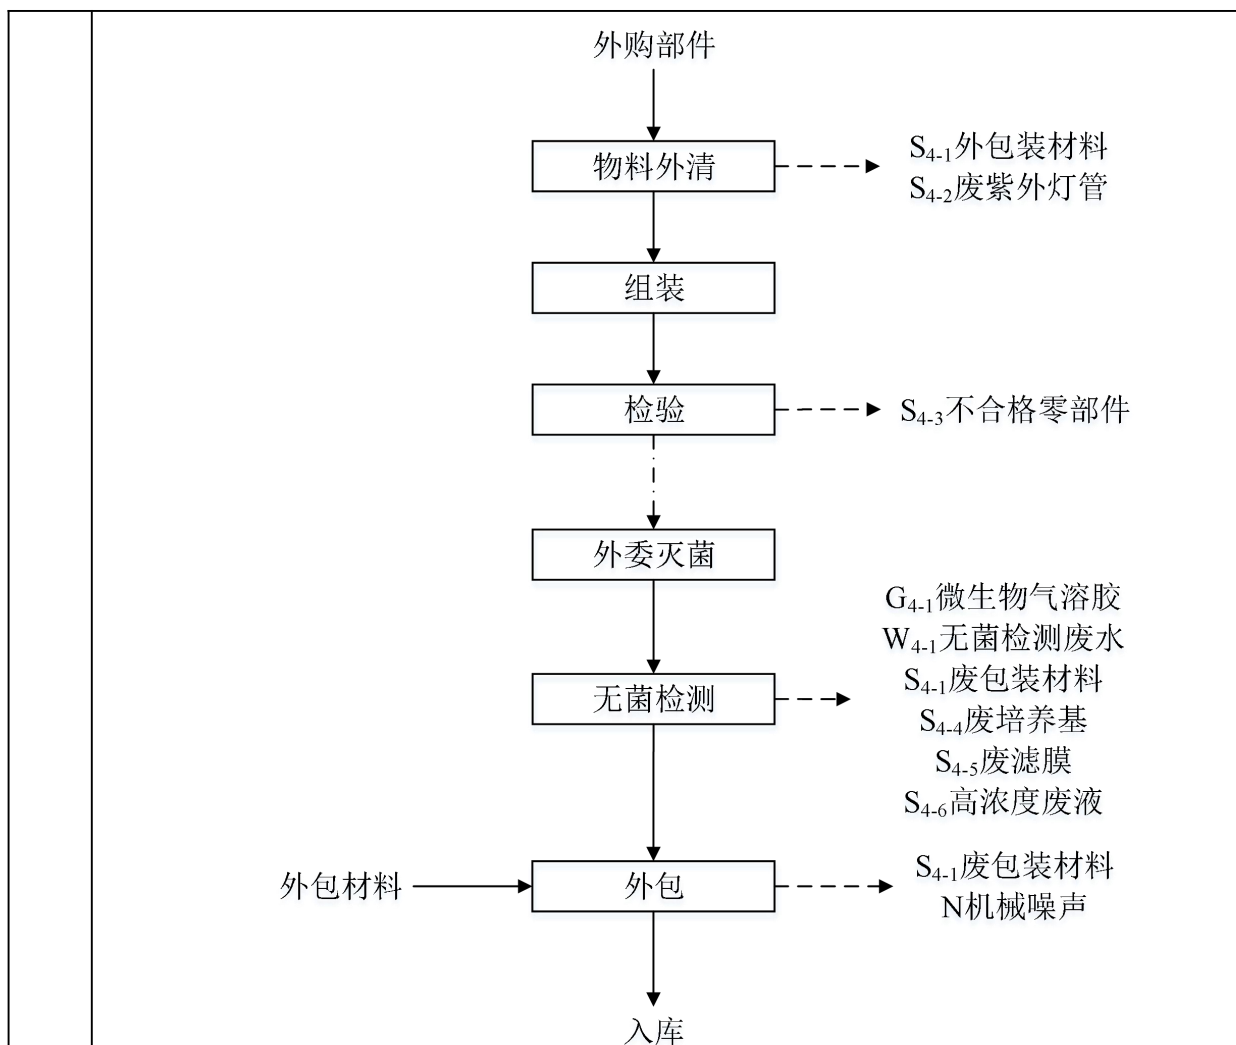 外购部件
物料外清
S4-1外包装材料
S4-2废紫外灯管
组装
检验
S4-3不合格零部件
外委灭菌
无菌检测
G4-1微生物气溶胶
W4-1无菌检测废水
S4-1废包装材料
S4-4废培养基
S4-5废滤膜
S4-6高浓度废液
外包材料
外包
S4-1废包装材料
N机械噪声
入库